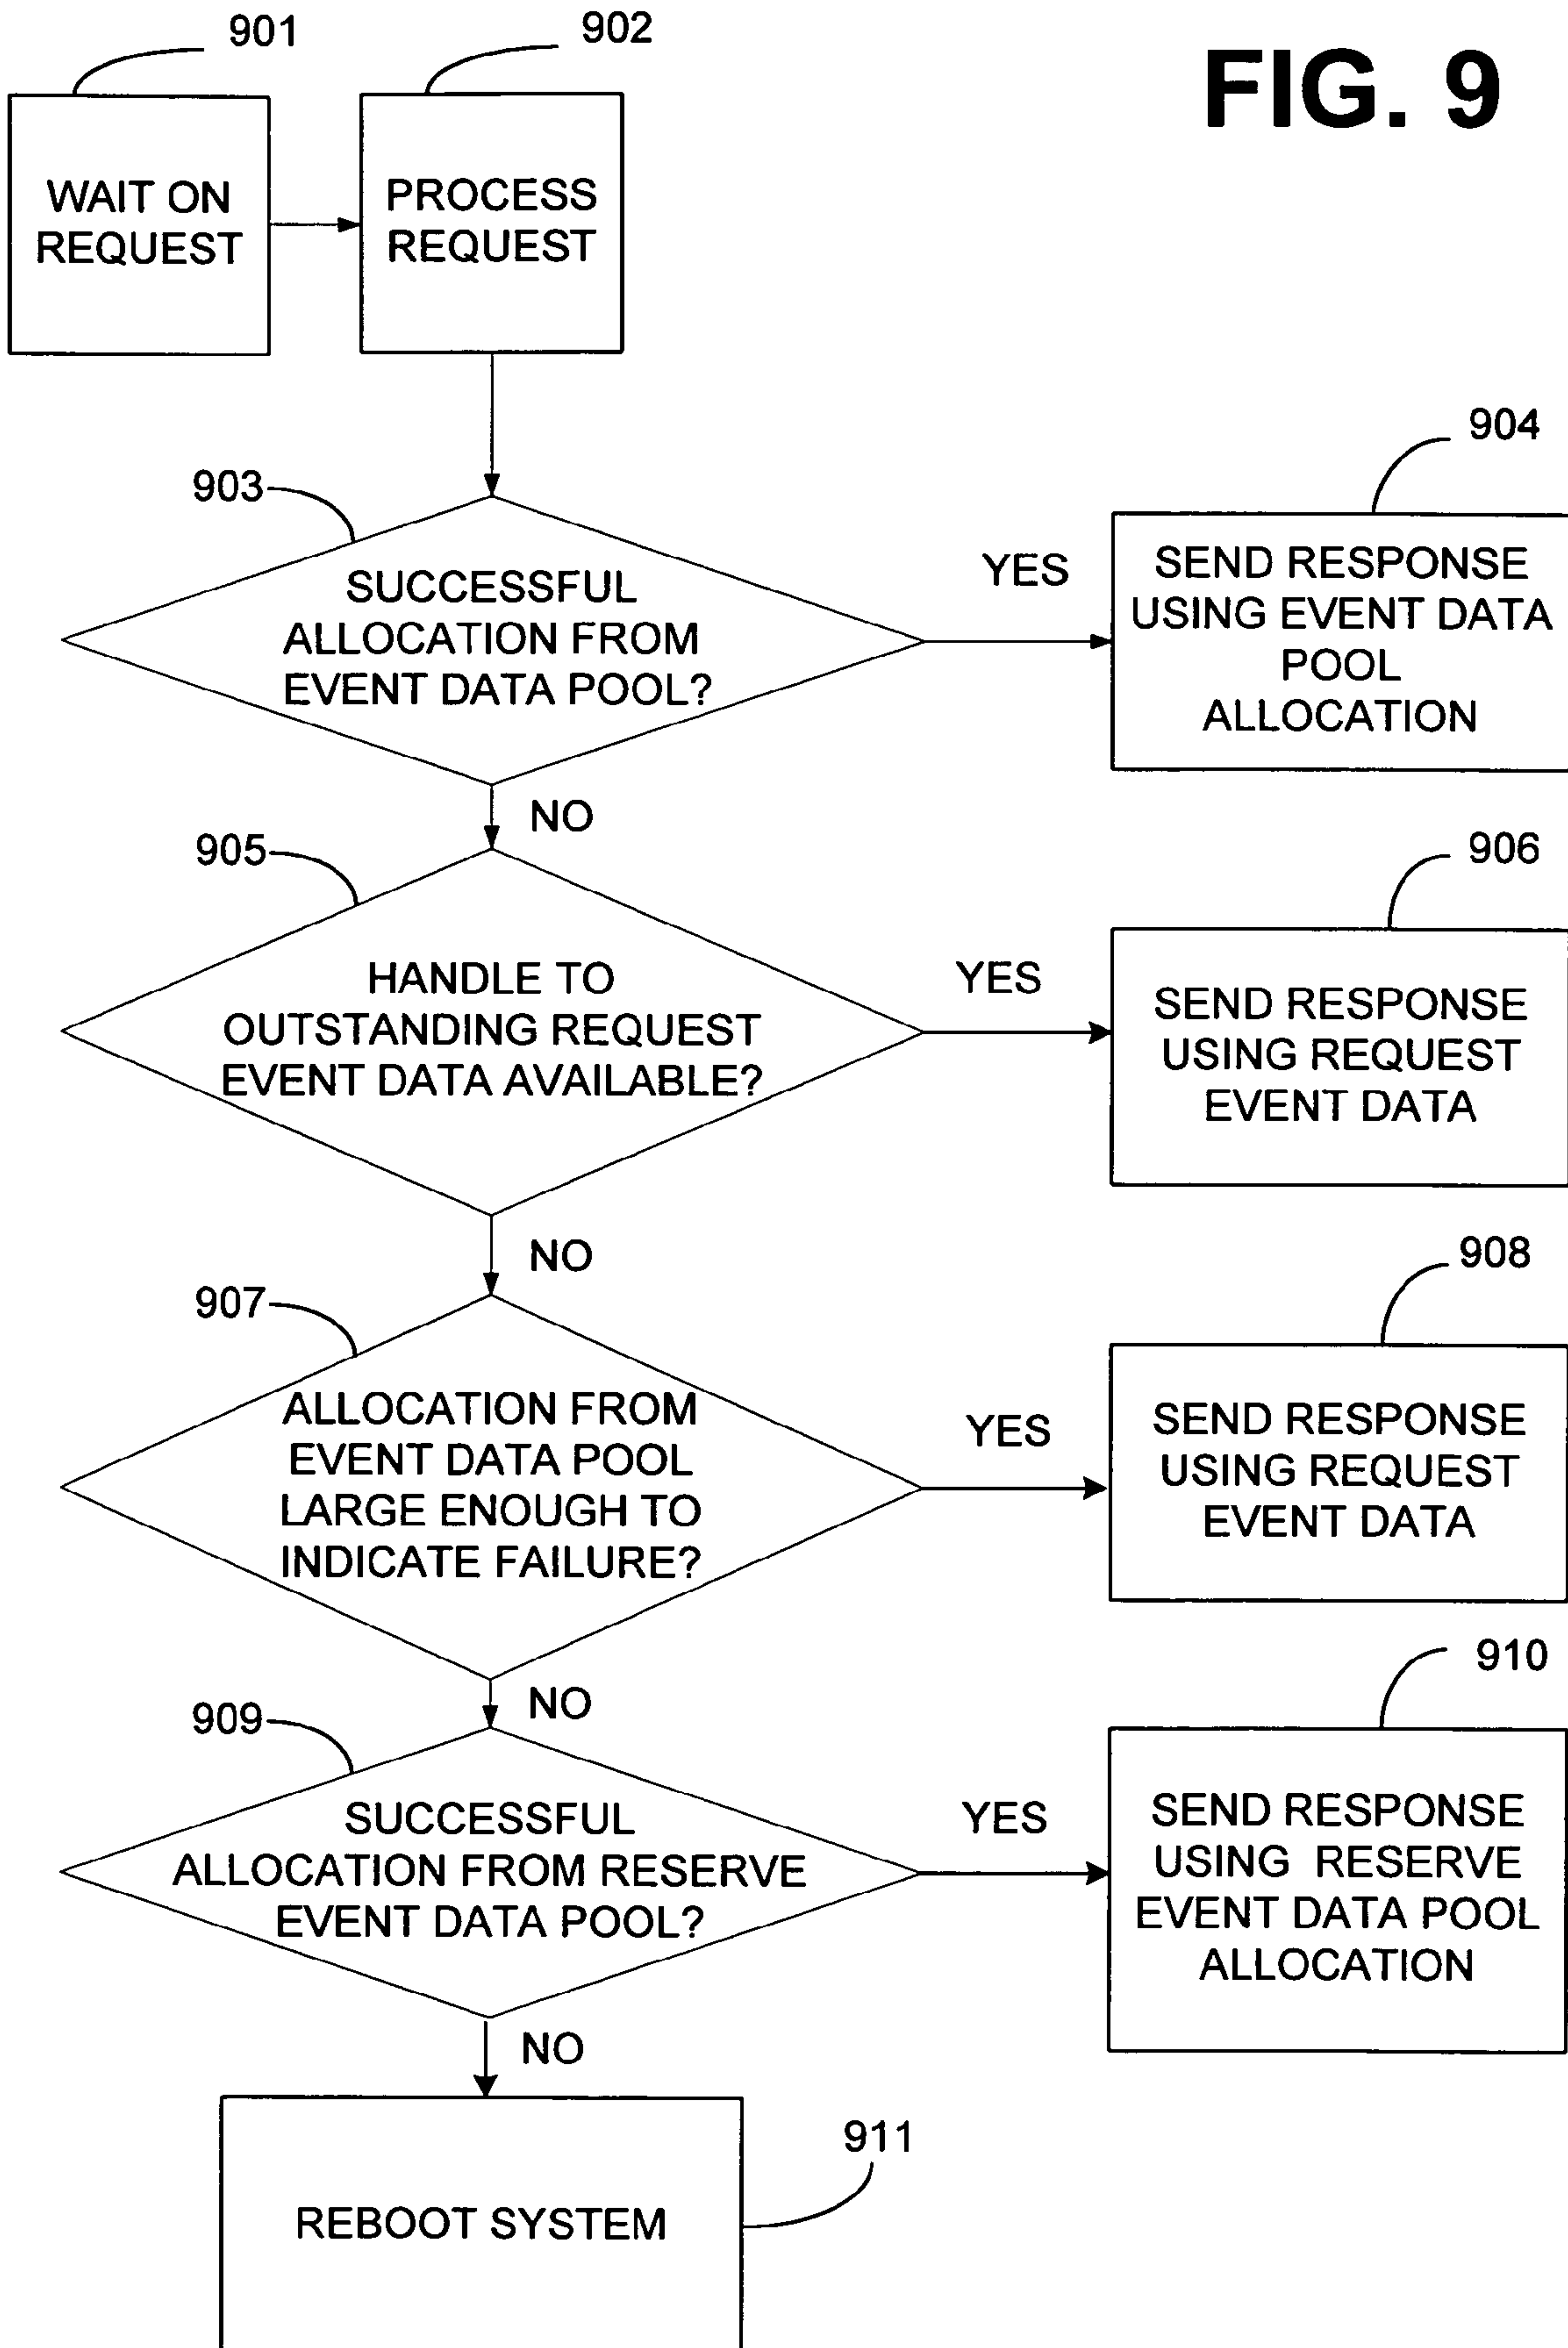 901
902
FIG. 9
WAIT ON
REQUEST
PROCESS
REQUEST
903
SUCCESSFUL
ALLOCATION FROM
EVENT DATA POOL?
YES
904
SEND RESPONSE
USING EVENT DATA
POOL
ALLOCATION
NO
905
HANDLE TO
OUTSTANDING REQUEST
EVENT DATA AVAILABLE?
YES
906
SEND RESPONSE
USING REQUEST
EVENT DATA
NO
907
ALLOCATION FROM
EVENT DATA POOL
LARGE ENOUGH TO
INDICATE FAILURE?
YES
908
SEND RESPONSE
USING REQUEST
EVENT DATA
NO
909
SUCCESSFUL
ALLOCATION FROM RESERVE
EVENT DATA POOL?
YES
910
SEND RESPONSE
USING RESERVE
EVENT DATA POOL
ALLOCATION
NO
911
REBOOT SYSTEM